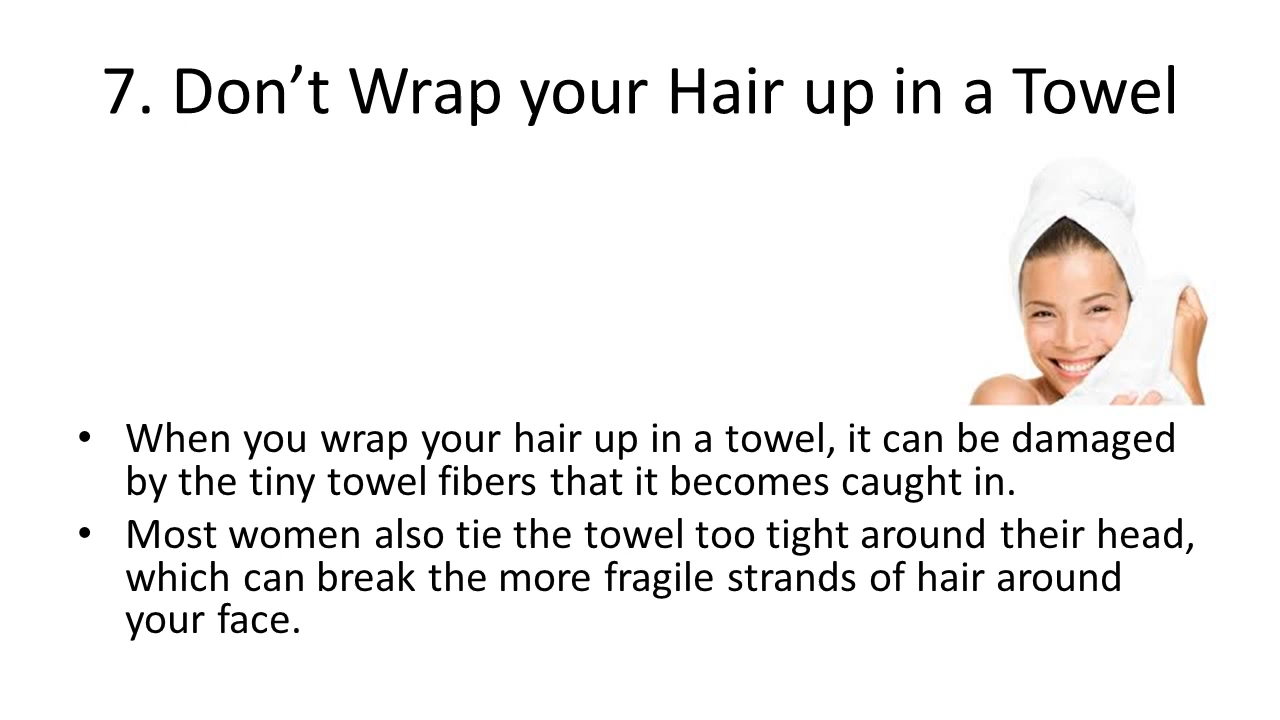 7. Don’t Wrap your Hair up in a Towel
• When you wrap your hair up in a towel, it can be damaged
by the tiny towel fibers that it becomes caught in.
• Most women also tie the towel too tight around their head,
which can break the more fragile strands of hair around
your face.